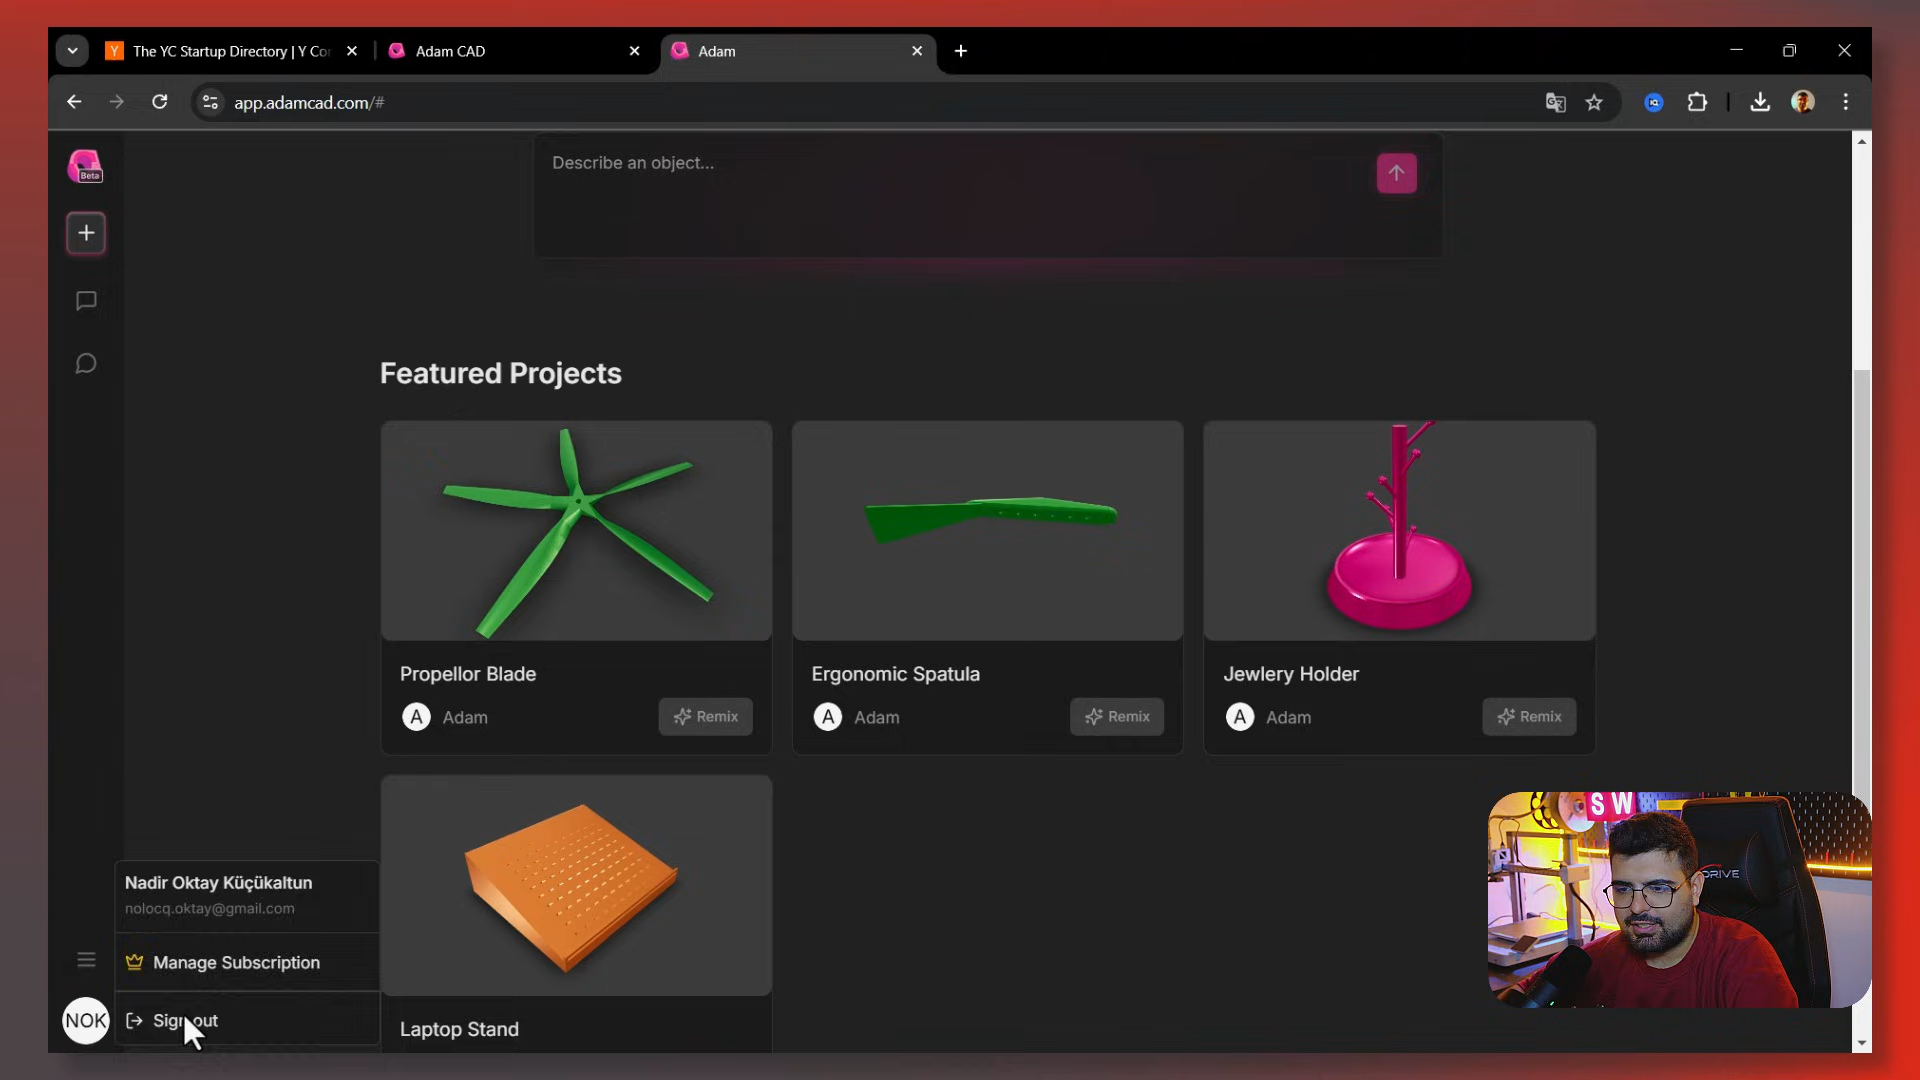 The YC Startup Directory | Y Co
Adam CAD
Adam
app.adamcad.com/#
Beta
Describe an object...
Featured Projects
Propellor Blade
A Adam
Remix
Ergonomic Spatula
A Adam
Remix
Jewlery Holder
A Adam
Remix
Laptop Stand
Nadir Oktay Küçükaltun
nolocq.oktay@gmail.com
Manage Subscription
NOK
Sign out
S W
DRIVE